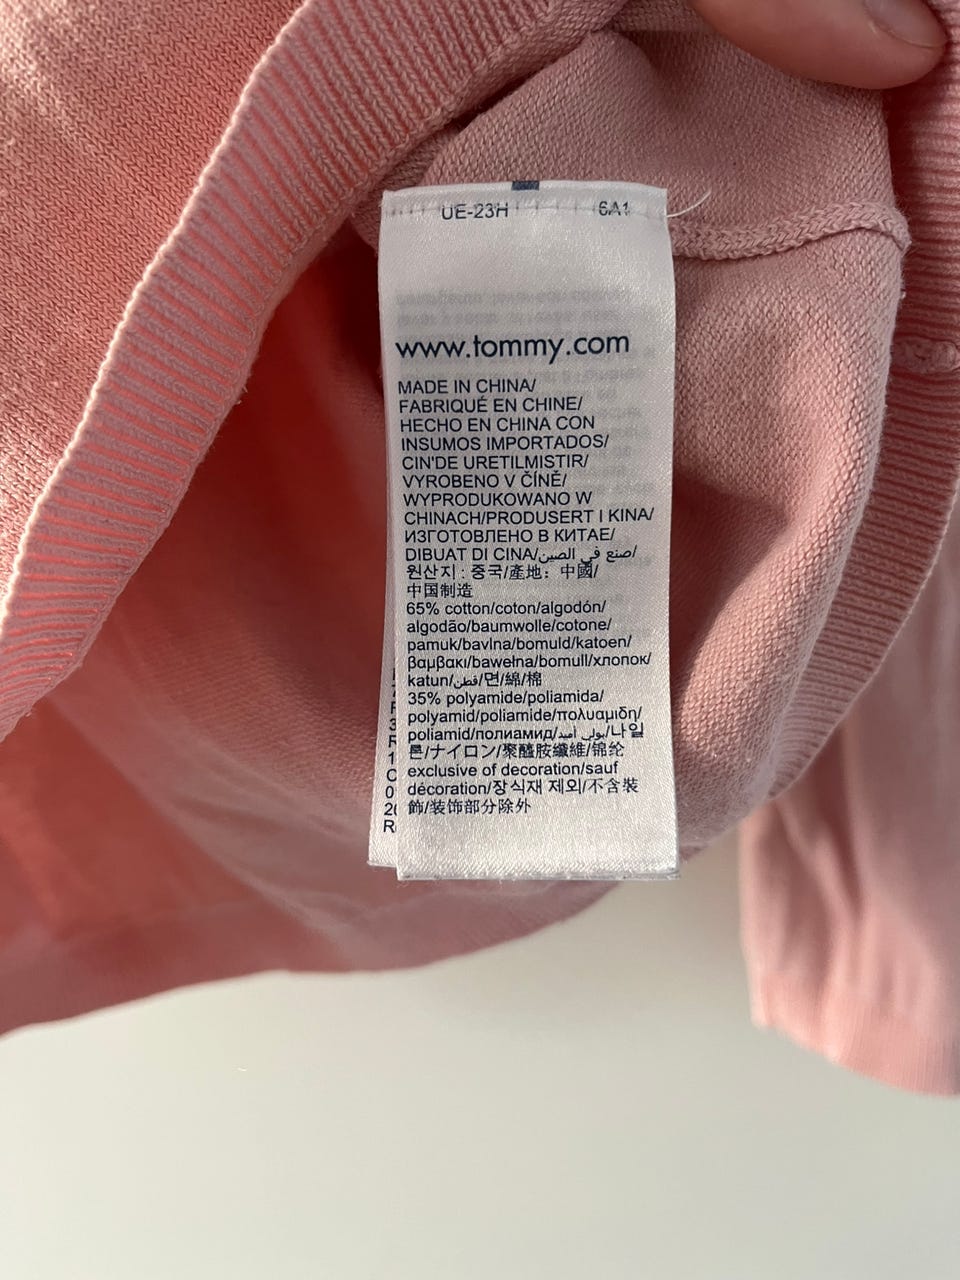 UE-23H 6A1
www.tommy.com
MADE IN CHINA/
FABRIQUÉ EN CHINE/
HECHO EN CHINA CON
INSUMOS IMPORTADOS/
CIN'DE URETILMISTIR/
VYROBENO V ČÍNĚ/
WYPRODUKOWANO W
CHINACH/PRODUSERT I KINA/
ИЗГОТОВЛЕНО В КИТАЕ/
DIBUAT DI CINA/صنع في الصين/
원산지 : 중국/產地：中國/
中国制造
65% cotton/coton/algodón/
algodão/baumwolle/cotone/
pamuk/bavlna/bomuld/katoen/
βαμβακι/bawełna/bomull/хлопок/
katun/قطن/면/綿/棉
35% polyamide/poliamida/
polyamid/poliamide/πολυαμιδη/
poliamid/полиамид/بولي أميد/나일
론/ナイロン/聚醯胺纖維/锦纶
exclusive of decoration/sauf
décoration/장식재 제외/不含裝
飾/装饰部分除外